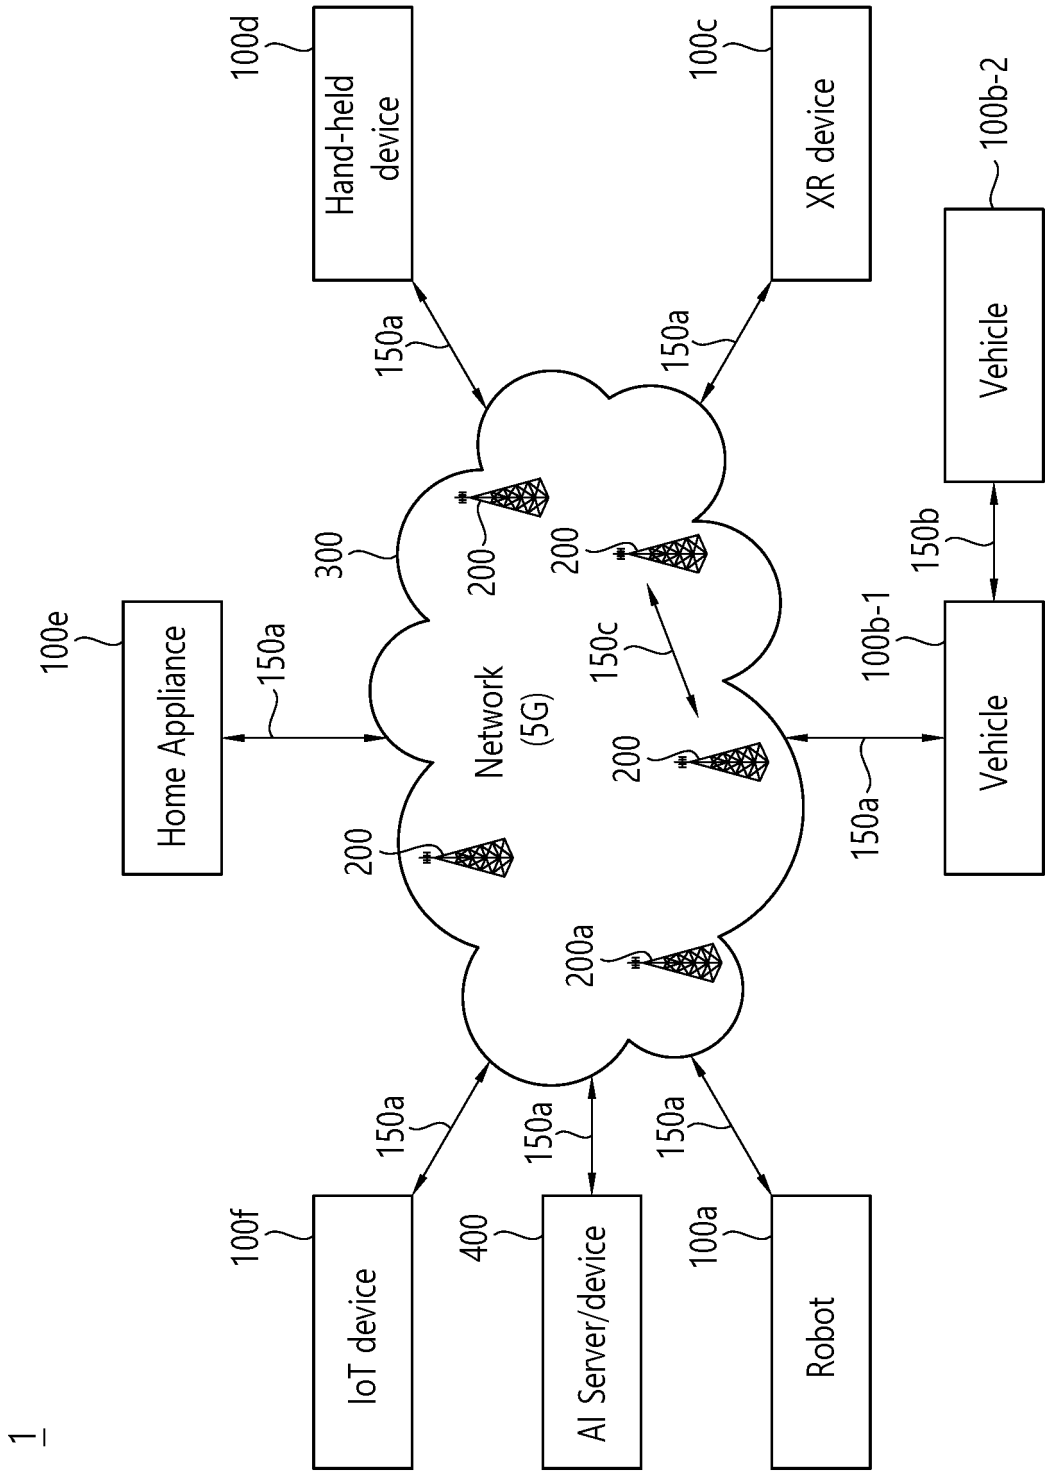 1
100e
Home Appliance
150a
100f
IoT device
150a
300
100d
Hand-held
device
150a
200
200
Network
(5G)
400
AI Server/device
150a
200a
200
150c
200
100a
Robot
150a
100c
XR device
150a
150a
100b-1
Vehicle
150b
100b-2
Vehicle